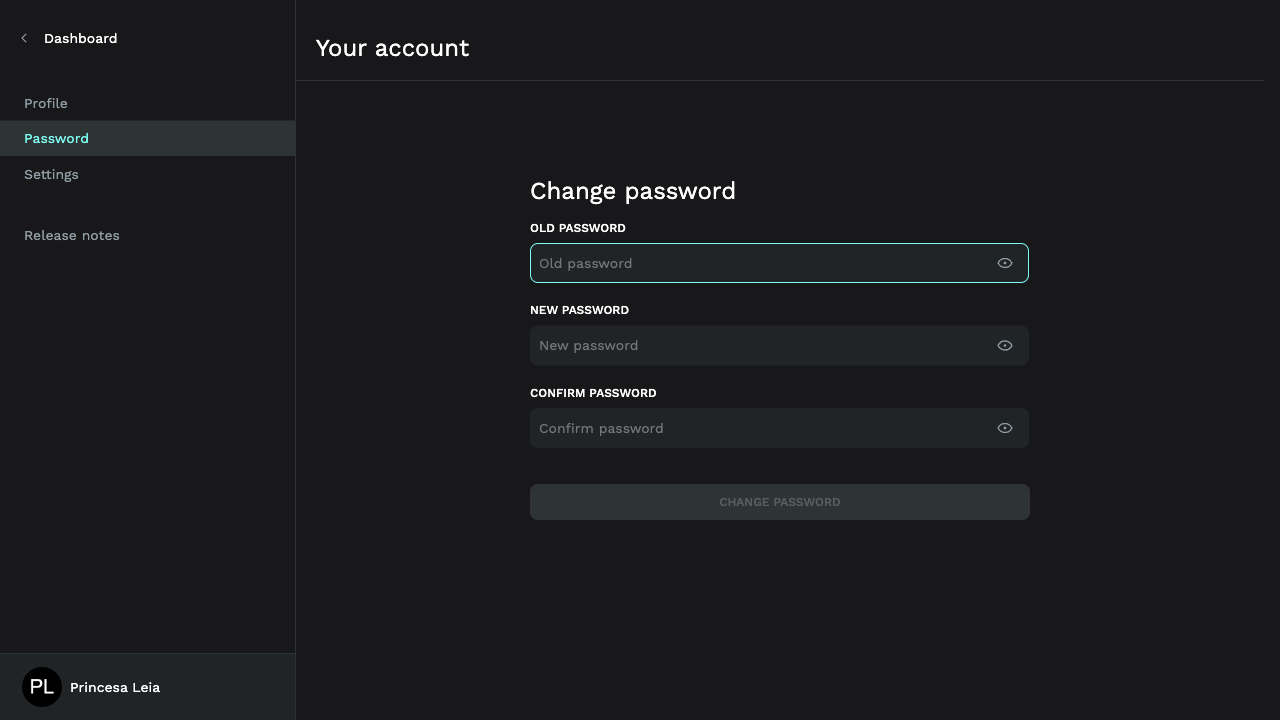 Dashboard
Profile
Password
Settings
Release notes
PL
Princesa Leia
Your account
Change password
OLD PASSWORD
Old password
NEW PASSWORD
New password
CONFIRM PASSWORD
Confirm password
CHANGE PASSWORD